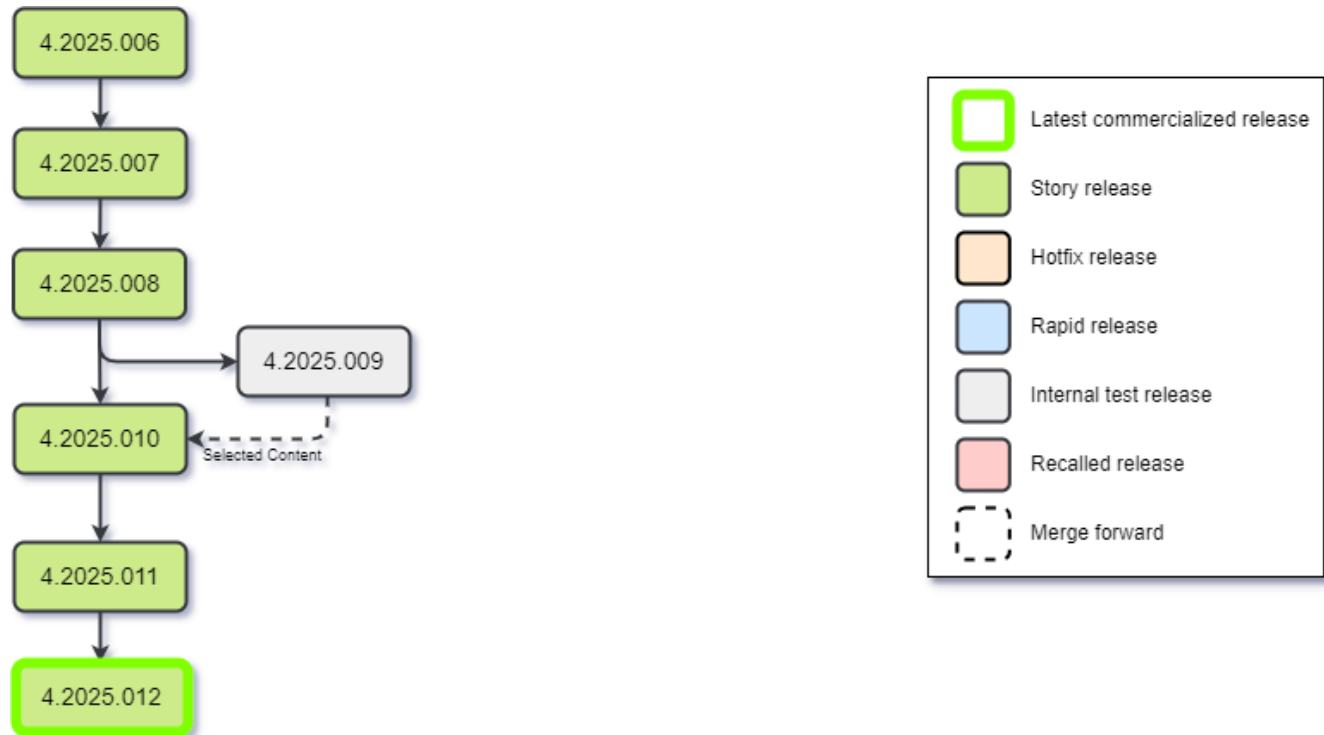 4.2025.006
4.2025.007
4.2025.008
4.2025.009
4.2025.010
Selected Content
4.2025.011
4.2025.012
Latest commercialized release
Story release
Hotfix release
Rapid release
Internal test release
Recalled release
Merge forward